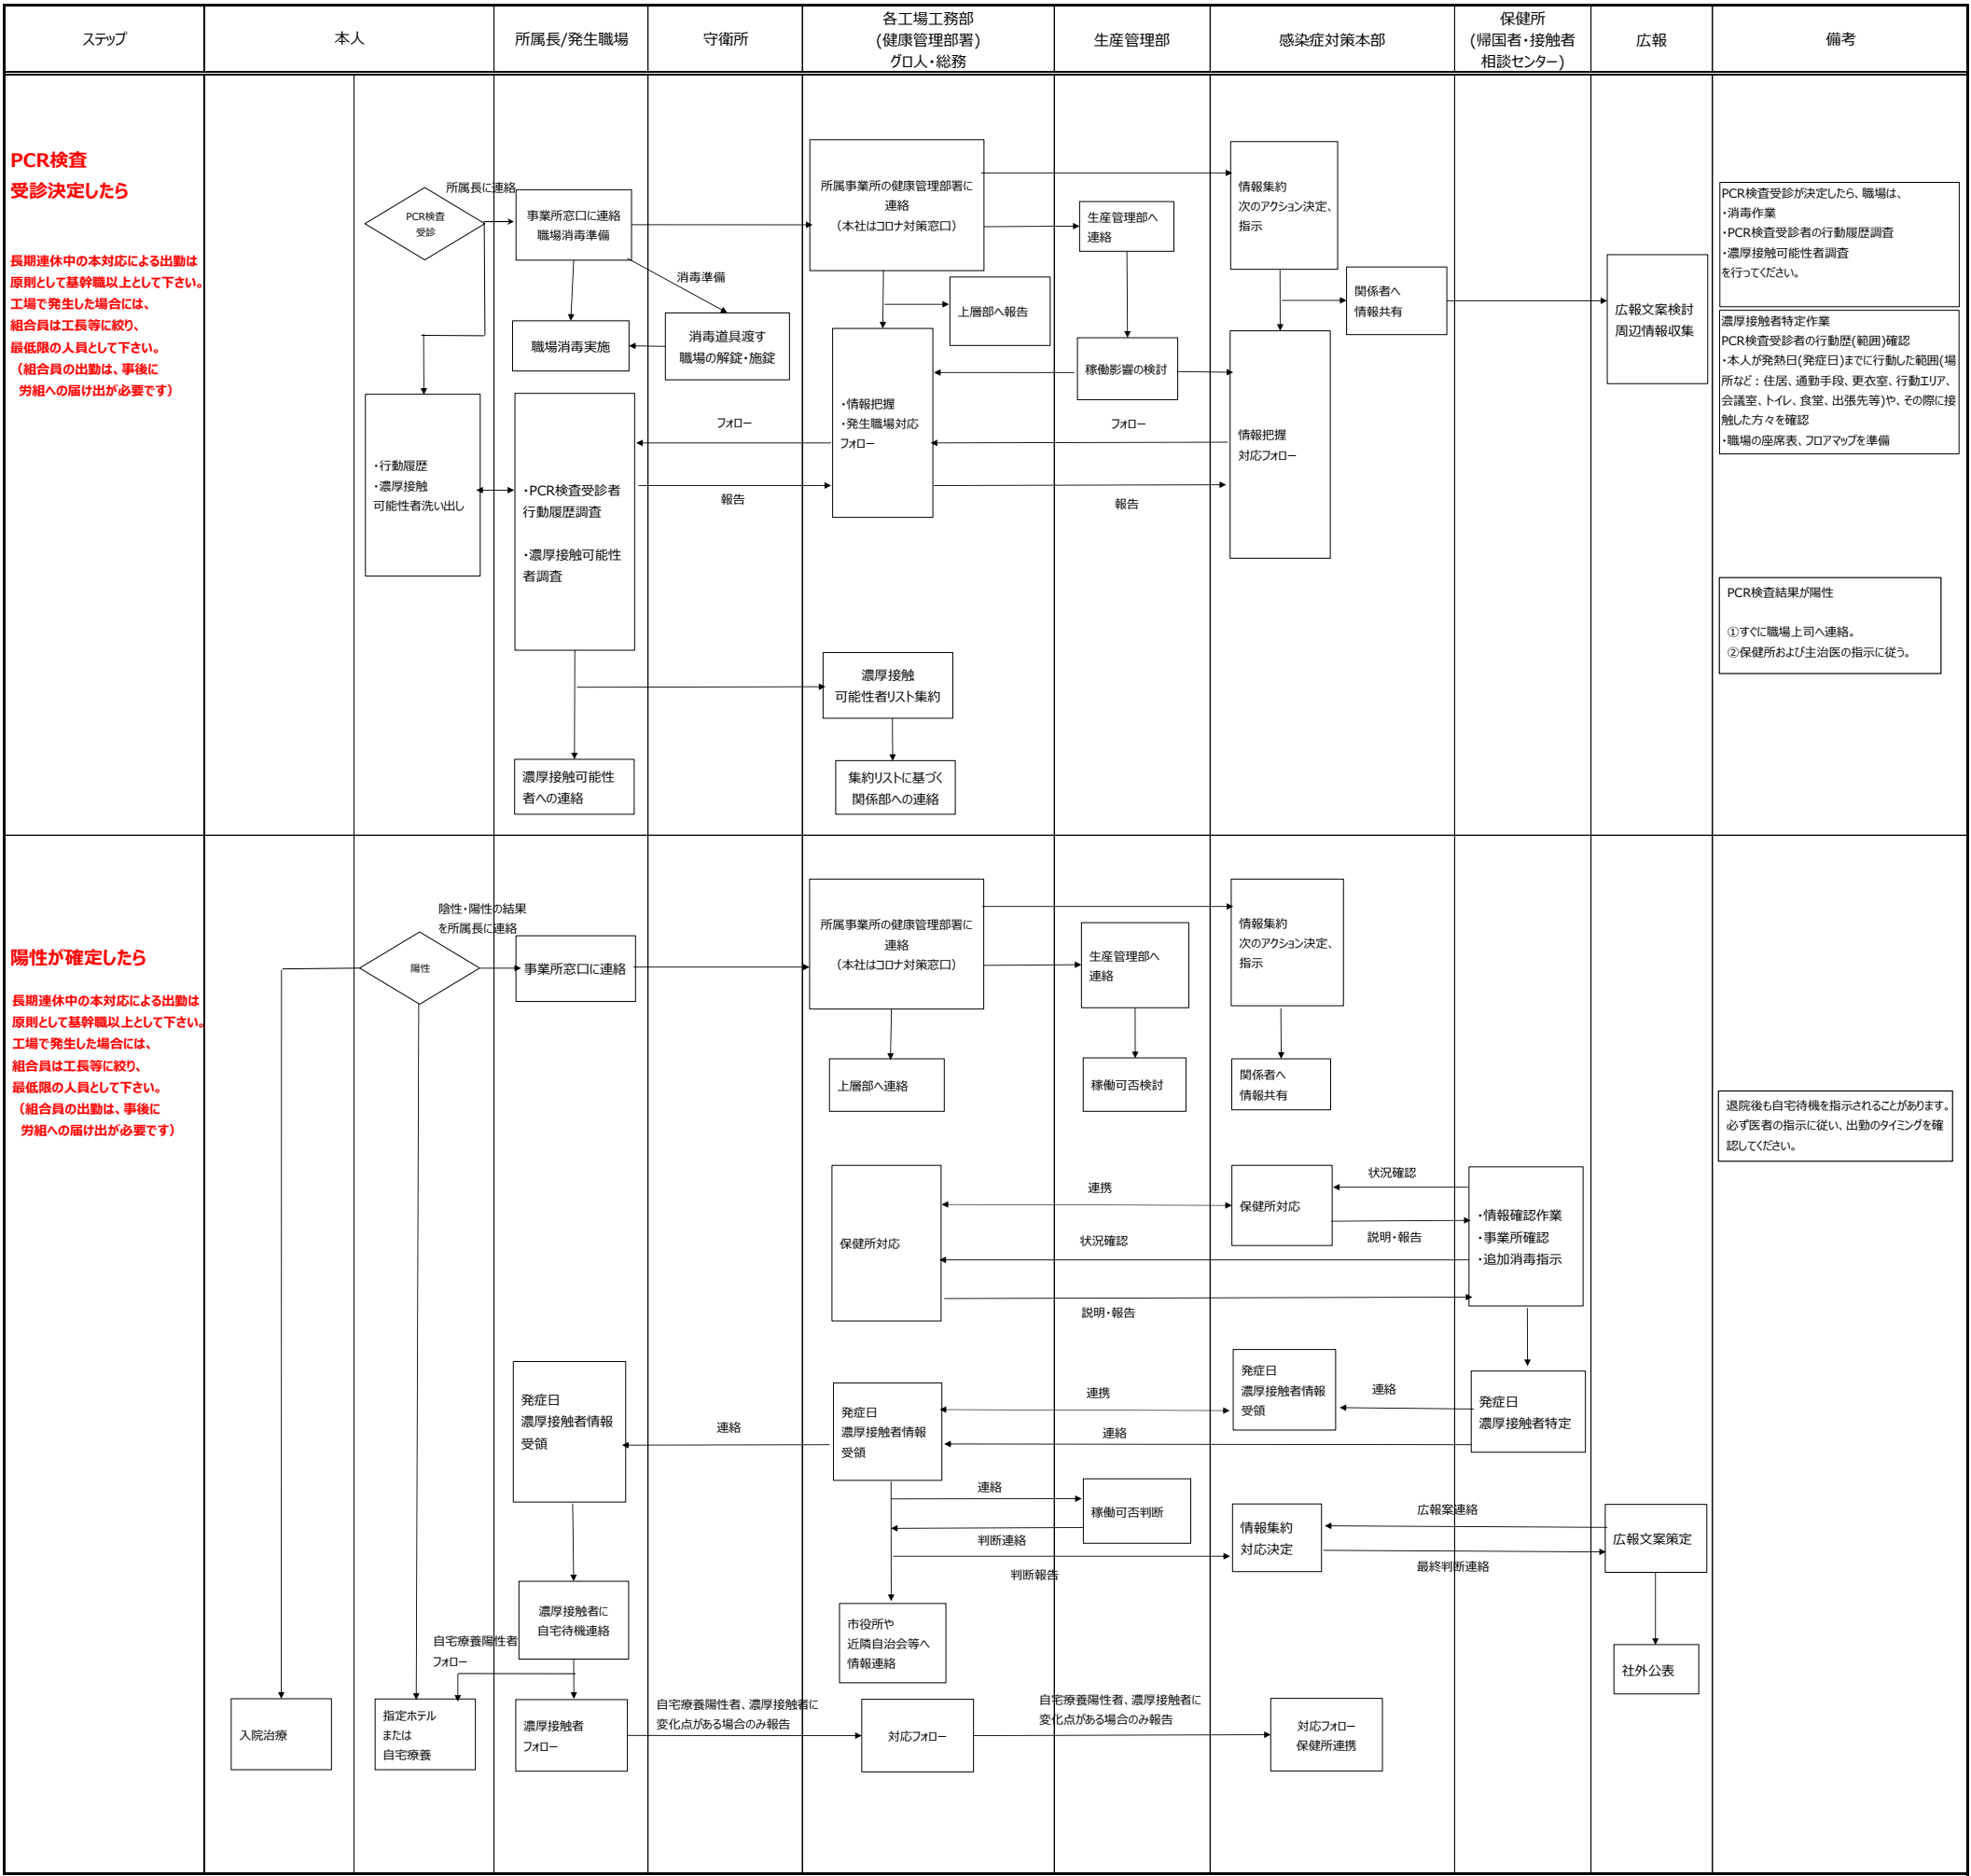 ステップ
本人
所属長/発生職場
守衛所
各工場工務部
(健康管理部署)
グロ人・総務
生産管理部
感染症対策本部
保健所
(帰国者・接触者
相談センター)
広報
備考
PCR検査
受診決定したら
長期連休中の本対応による出勤は
原則として基幹職以上として下さい。
工場で発生した場合には、
組合員は工長等に絞り、
最低限の人員として下さい。
（組合員の出勤は、事後に
労組への届け出が必要です）
PCR検査
受診
所属長に連絡
事業所窓口に連絡
職場消毒準備
消毒準備
職場消毒実施
消毒道具渡す
職場の解錠・施錠
所属事業所の健康管理部署に
連絡
（本社はコロナ対策窓口）
上層部へ報告
生産管理部へ
連絡
稼働影響の検討
情報集約
次のアクション決定、
指示
関係者へ
情報共有
広報文案検討
周辺情報収集
・情報把握
・発生職場対応
フォロー
情報把握
対応フォロー
フォロー
フォロー
報告
報告
・行動履歴
・濃厚接触
可能性者洗い出し
・PCR検査受診者
行動履歴調査
・濃厚接触可能性
者調査
濃厚接触
可能性者リスト集約
濃厚接触可能性
者への連絡
集約リストに基づく
関係部への連絡
PCR検査受診が決定したら、職場は、
・消毒作業
・PCR検査受診者の行動履歴調査
・濃厚接触可能性者調査
を行ってください。
濃厚接触者特定作業
PCR検査受診者の行動歴(範囲)確認
・本人が発熱日(発症日)までに行動した範囲(場
所など：住居、通勤手段、更衣室、行動エリア、
会議室、トイレ、食堂、出張先等)や、その際に接
触した方々を確認
・職場の座席表、フロアマップを準備
PCR検査結果が陽性
①すぐに職場上司へ連絡。
②保健所および主治医の指示に従う。
陽性が確定したら
長期連休中の本対応による出勤は
原則として基幹職以上として下さい。
工場で発生した場合には、
組合員は工長等に絞り、
最低限の人員として下さい。
（組合員の出勤は、事後に
労組への届け出が必要です）
陰性・陽性の結果
を所属長に連絡
陽性
事業所窓口に連絡
所属事業所の健康管理部署に
連絡
（本社はコロナ対策窓口）
生産管理部へ
連絡
情報集約
次のアクション決定、
指示
上層部へ連絡
稼働可否検討
関係者へ
情報共有
退院後も自宅待機を指示されることがあります。
必ず医者の指示に従い、出勤のタイミングを確
認してください。
保健所対応
連携
保健所対応
状況確認
説明・報告
状況確認
説明・報告
・情報確認作業
・事業所確認
・追加消毒指示
発症日
濃厚接触者情報
受領
連絡
発症日
濃厚接触者情報
受領
連携
連絡
発症日
濃厚接触者情報
受領
連絡
発症日
濃厚接触者特定
連絡
稼働可否判断
判断連絡
判断報告
情報集約
対応決定
広報案連絡
最終判断連絡
広報文案策定
濃厚接触者に
自宅待機連絡
市役所や
近隣自治会等へ
情報連絡
社外公表
自宅療養陽性者
フォロー
入院治療
指定ホテル
または
自宅療養
濃厚接触者
フォロー
自宅療養陽性者、濃厚接触者に
変化点がある場合のみ報告
対応フォロー
自宅療養陽性者、濃厚接触者に
変化点がある場合のみ報告
対応フォロー
保健所連携